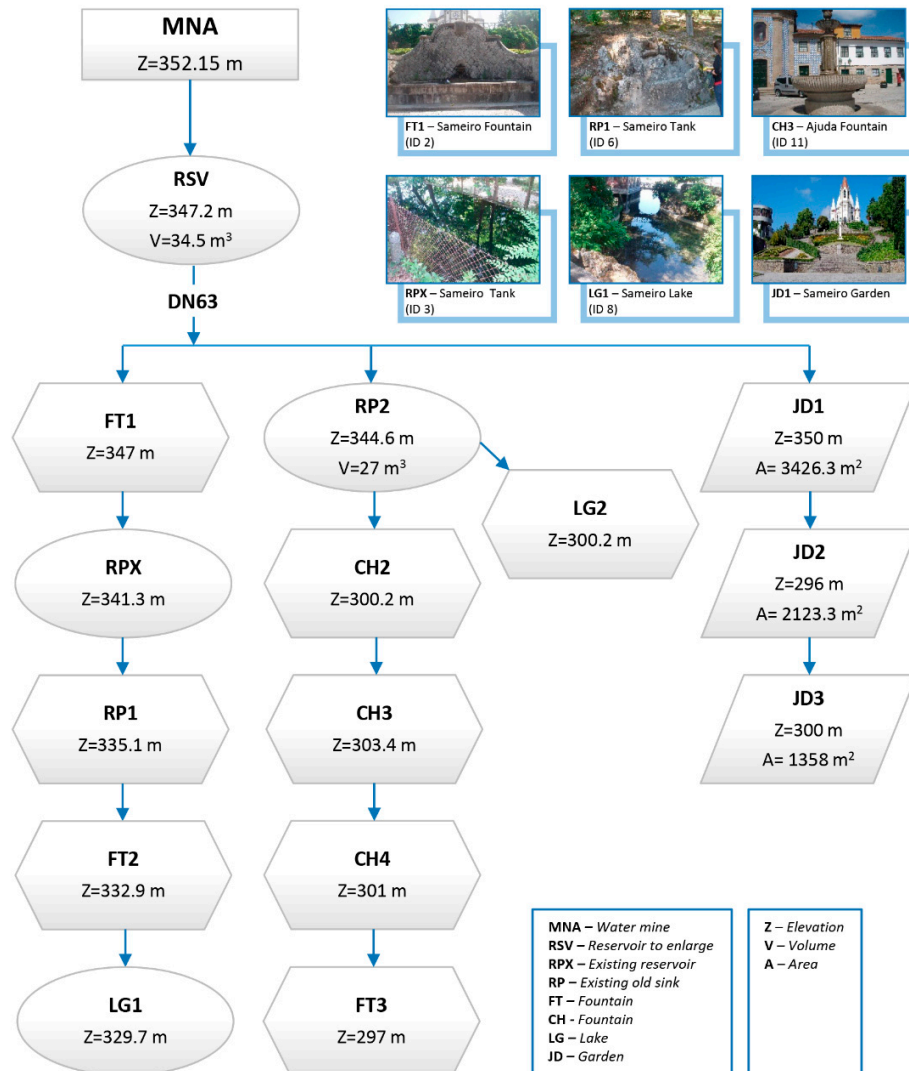 MNA
Z=352.15 m
RSV
Z=347.2 m
V=34.5 m³
DN63
FT1 – Sameiro Fountain
(ID 2)
RP1 – Sameiro Tank
(ID 6)
CH3 – Ajuda Fountain
(ID 11)
RPX – Sameiro Tank
(ID 3)
LG1 – Sameiro Lake
(ID 8)
JD1 – Sameiro Garden
FT1
Z=347 m
RPX
Z=341.3 m
RP1
Z=335.1 m
FT2
Z=332.9 m
LG1
Z=329.7 m
RP2
Z=344.6 m
V=27 m³
LG2
Z=300.2 m
CH2
Z=300.2 m
CH3
Z=303.4 m
CH4
Z=301 m
FT3
Z=297 m
JD1
Z=350 m
A= 3426.3 m²
JD2
Z=296 m
A= 2123.3 m²
JD3
Z=300 m
A= 1358 m²
MNA – Water mine
RSV – Reservoir to enlarge
RPX – Existing reservoir
RP – Existing old sink
FT – Fountain
CH - Fountain
LG – Lake
JD – Garden
Z – Elevation
V – Volume
A – Area